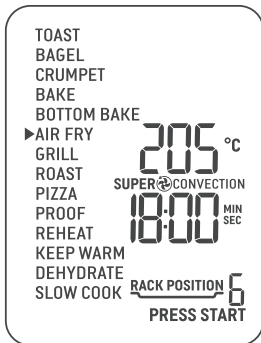 TOAST
BAGEL
CRUMPET
BAKE
BOTTOM BAKE
▶AIR FRY
GRILL
ROAST
PIZZA
PROOF
REHEAT
KEEP WARM
DEHYDRATE
SLOW COOK
205 °C
SUPER CONVECTION
18:00 MIN SEC
RACK POSITION 6
PRESS START